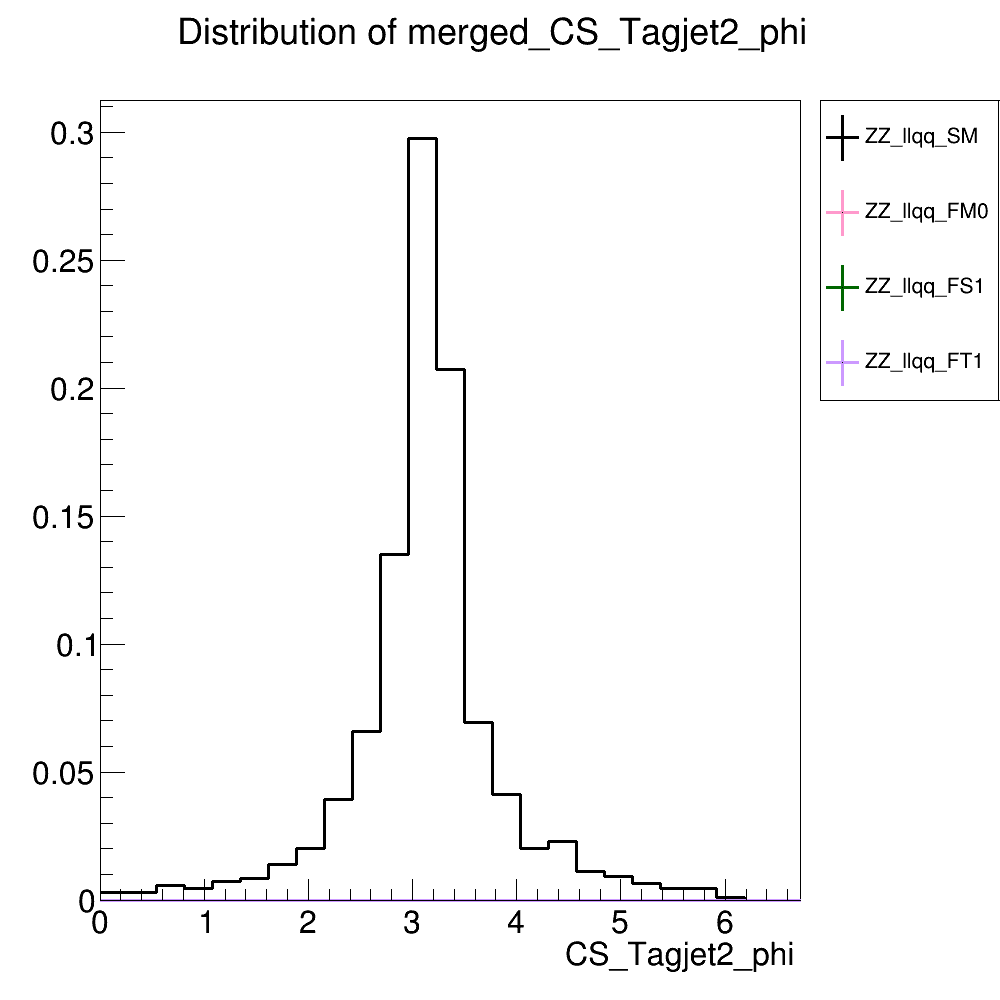 Distribution of merged_CS_Tagjet2_phi
0.3
0.25
0.2
0.15
0.1
0.05
0
0 1 2 3 4 5 6
CS_Tagjet2_phi
ZZ_llqq_SM
ZZ_llqq_FM0
ZZ_llqq_FS1
ZZ_llqq_FT1